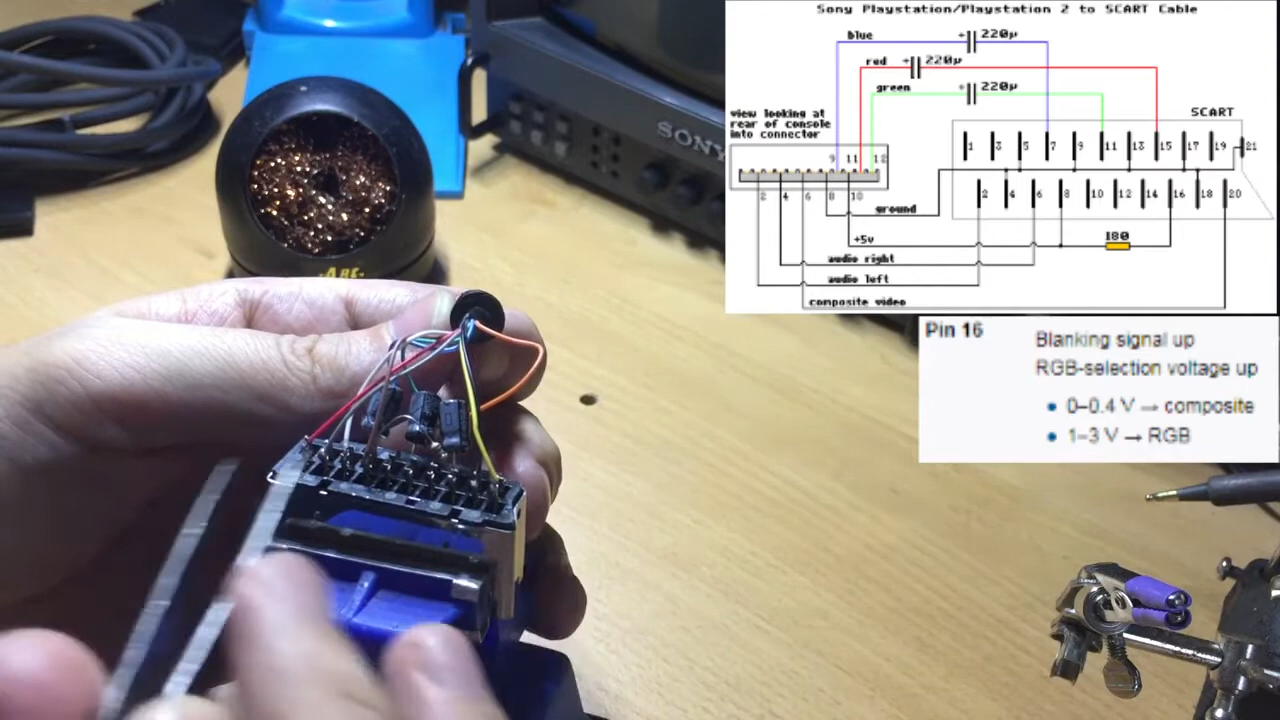 Sony Playstation/Playstation 2 to SCART Cable
blue
+ 220µ
red
+ 220µ
green
+ 220µ
view looking at
rear of console
into connector
SCART
9 11 12
1 3 5 7 9 11 13 15 17 19 21
2 4 6 8 10
2 4 6 8 10 12 14 16 18 20
ground
+5v
180
audio right
audio left
composite video
Pin 16
Blanking signal up
RGB-selection voltage up
• 0–0.4 V → composite
• 1–3 V → RGB
SONY
ABC